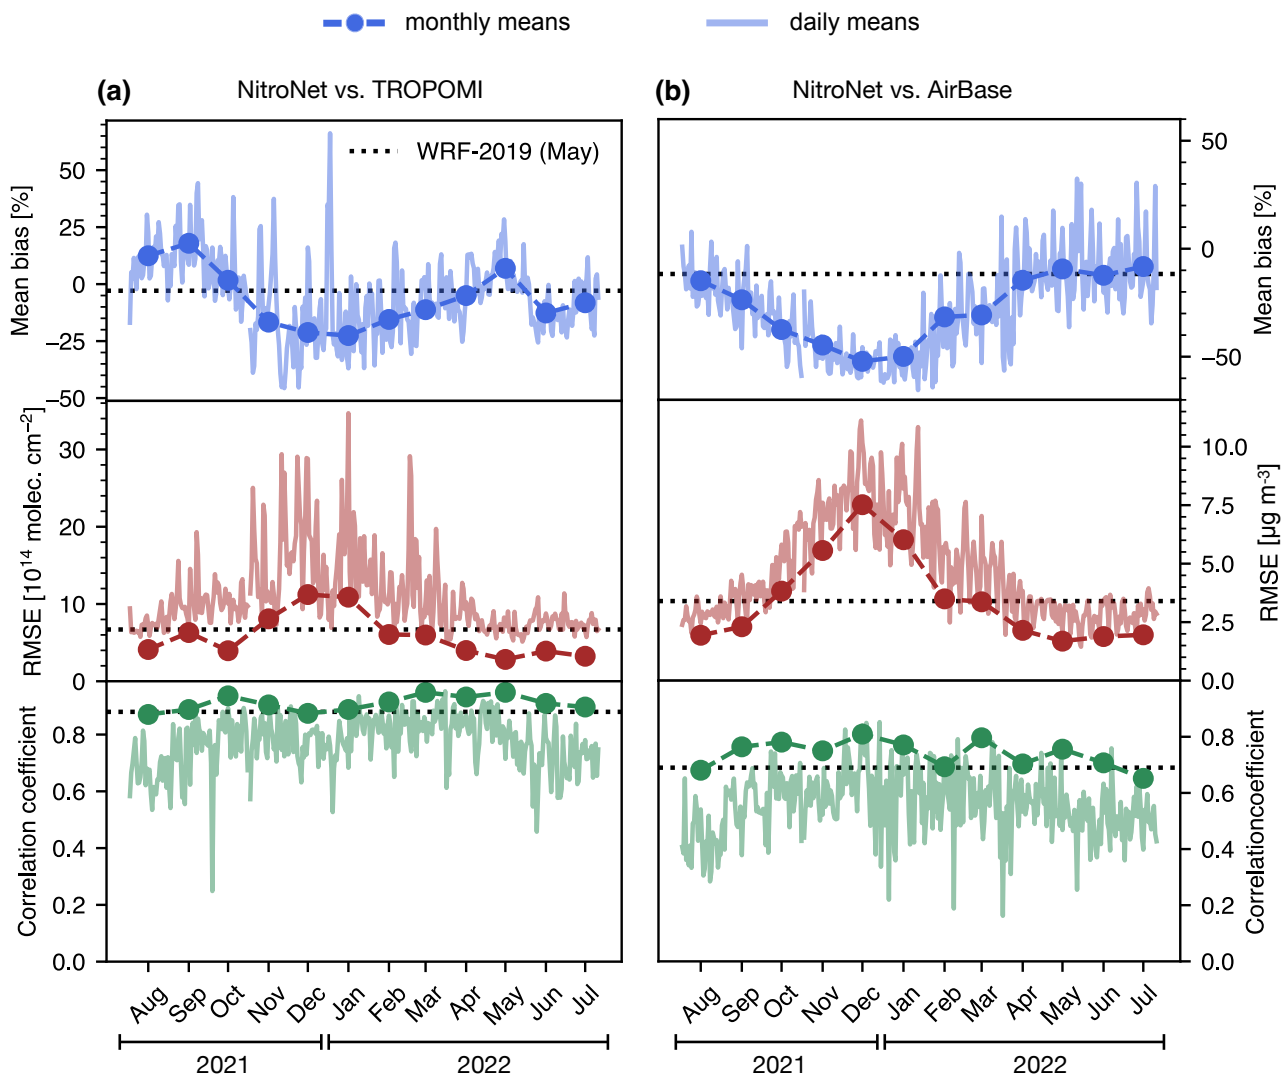 monthly means
daily means
(a)
NitroNet vs. TROPOMI
(b)
NitroNet vs. AirBase
WRF-2019 (May)
Mean bias [%]
50
25
0
−25
−50
Mean bias [%]
50
0
−50
RMSE [10¹⁴ molec. cm⁻²]
30
20
10
0
RMSE [µg m⁻³]
10.0
7.5
5.0
2.5
0.0
Correlation coefficient
0.8
0.6
0.4
0.2
0.0
Correlationcoefficient
0.8
0.6
0.4
0.2
0.0
Aug Sep Oct Nov Dec Jan Feb Mar Apr May Jun Jul
2021 2022
Aug Sep Oct Nov Dec Jan Feb Mar Apr May Jun Jul
2021 2022